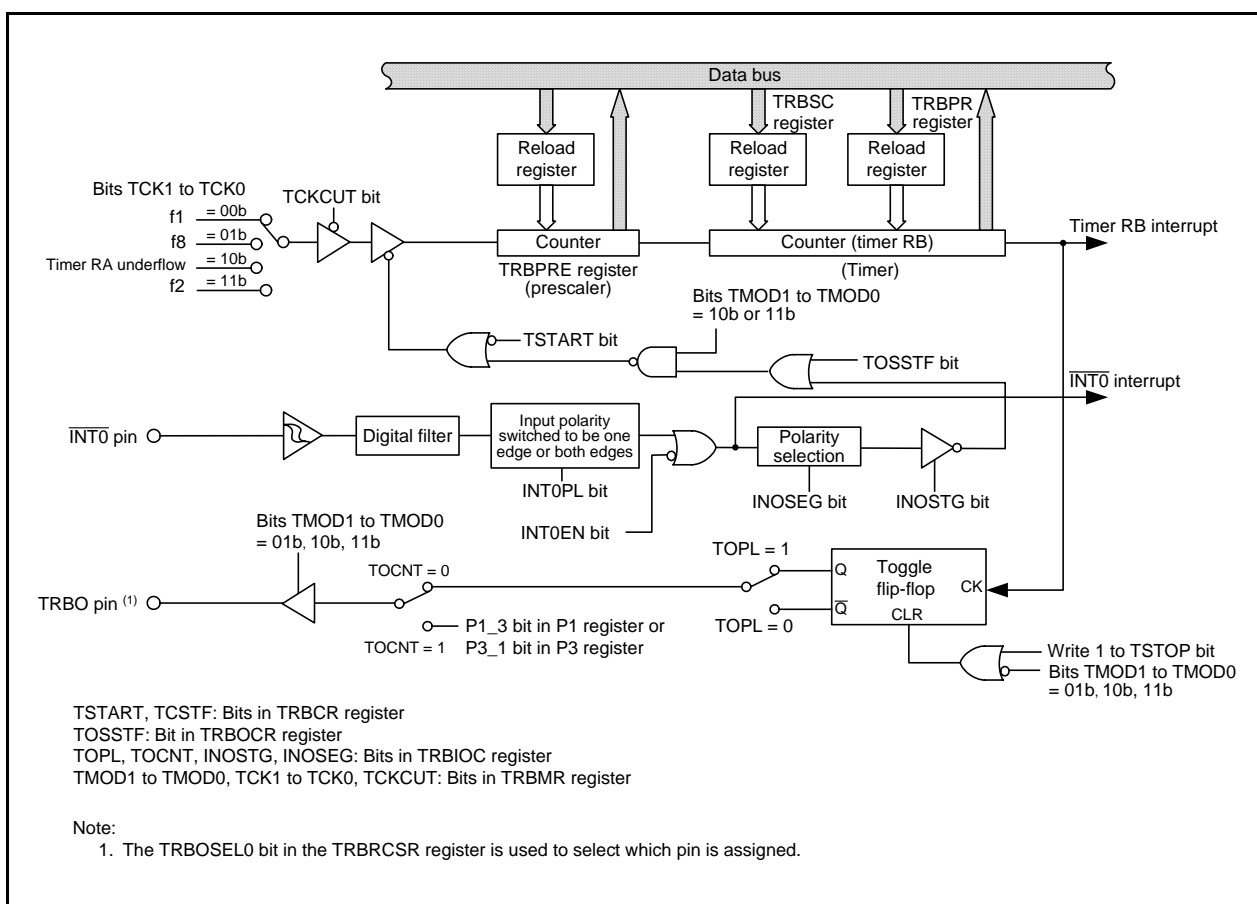 Data bus
TRBSC
register
TRBPR
register
Reload
register
Reload
register
Reload
register
Bits TCK1 to TCK0
TCKCUT bit
f1 = 00b
f8 = 01b
Timer RA underflow = 10b
f2 = 11b
Counter
Counter (timer RB)
Timer RB interrupt
TRBPRE register
(prescaler)
(Timer)
Bits TMOD1 to TMOD0
= 10b or 11b
TSTART bit
TOSSTF bit
INT0 interrupt
INT0 pin
Digital filter
Input polarity
switched to be one
edge or both edges
Polarity
selection
INT0PL bit
INOSEG bit
INOSTG bit
INT0EN bit
Bits TMOD1 to TMOD0
= 01b, 10b, 11b
TOPL = 1
TOCNT = 0
Q
Toggle
flip-flop
CK
TRBO pin (1)
Q
CLR
TOPL = 0
P1_3 bit in P1 register or
TOCNT = 1
P3_1 bit in P3 register
Write 1 to TSTOP bit
Bits TMOD1 to TMOD0
= 01b, 10b, 11b
TSTART, TCSTF: Bits in TRBCR register
TOSSTF: Bit in TRBOCR register
TOPL, TOCNT, INOSTG, INOSEG: Bits in TRBIOC register
TMOD1 to TMOD0, TCK1 to TCK0, TCKCUT: Bits in TRBMR register
Note:
1. The TRBOSEL0 bit in the TRBRCSR register is used to select which pin is assigned.